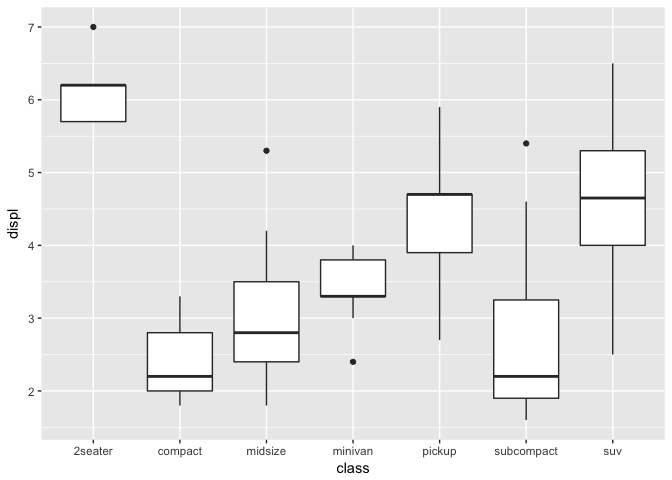 7
6
5
4
3
2
displ
2seater compact midsize minivan pickup subcompact suv
class